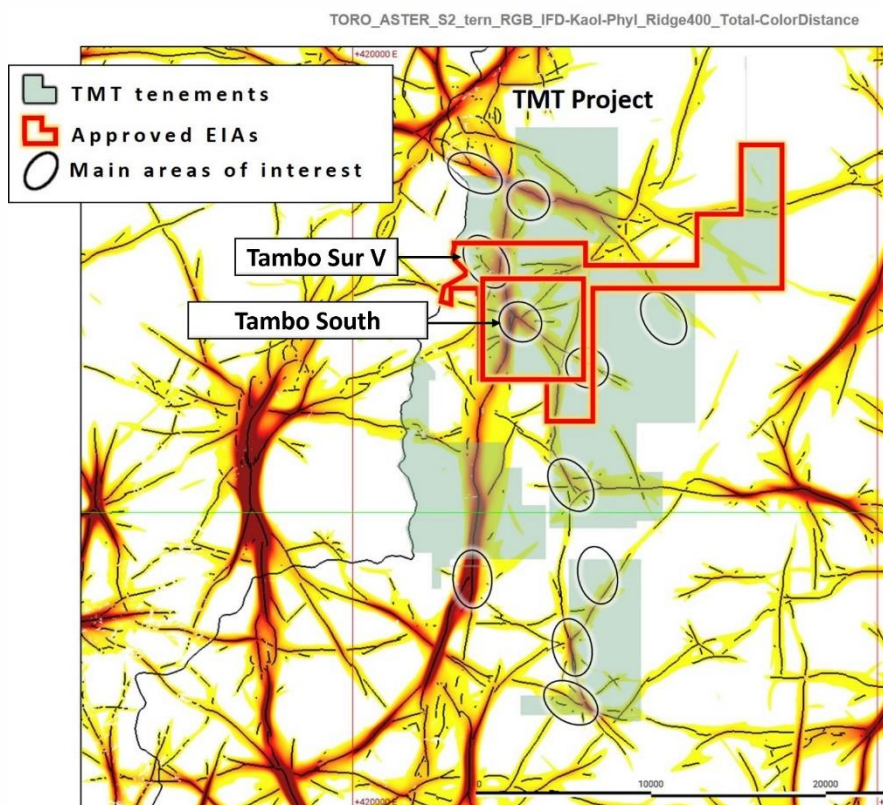 TORO_ASTER_S2_tern_RGB_IFD-Kaol-Phyl_Ridge400_Total-ColorDistance
+420000 E
TMT tenements
Approved EIAs
Main areas of interest
TMT Project
Tambo Sur V
Tambo South
0
10000
20000
+420000 E